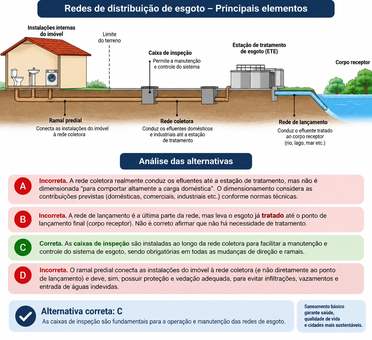 Redes de distribuição de esgoto – Principais elementos
Instalações internas
do imóvel
Limite
do terreno
Caixa de inspeção
Permite a manutenção
e controle do sistema
Estação de tratamento
de esgoto (ETE)
Corpo receptor
Ramal predial
Conecta as instalações do imóvel
à rede coletora
Rede coletora
Conduz os efluentes domésticos
e industriais até a estação
de tratamento
Rede de lançamento
Conduz o efluente tratado
ao corpo receptor
(rio, lago, mar etc.)
Análise das alternativas
A
Incorreta. A rede coletora realmente conduz os efluentes até a estação de tratamento, mas não é
dimensionada "para comportar altamente a carga doméstica". O dimensionamento considera as
contribuições previstas (domésticas, comerciais, industriais etc.) conforme normas técnicas.
B
Incorreta. A rede de lançamento é a última parte da rede, mas leva o esgoto já tratado até o ponto de
lançamento final (corpo receptor). Não é correto afirmar que não há necessidade de tratamento.
C
Correta. As caixas de inspeção são instaladas ao longo da rede coletora para facilitar a manutenção e
controle do sistema de esgoto, sendo obrigatórias em todas as mudanças de direção e ramais.
D
Incorreta. O ramal predial conecta as instalações do imóvel à rede coletora (e não diretamente ao ponto
de lançamento) e deve, sim, possuir proteção e vedação adequada, para evitar infiltrações, vazamentos e
entrada de águas indevidas.
Alternativa correta: C
As caixas de inspeção são fundamentais para a operação e manutenção das redes de esgoto.
Saneamento básico
garante saúde,
qualidade de vida
e cidades mais sustentáveis.